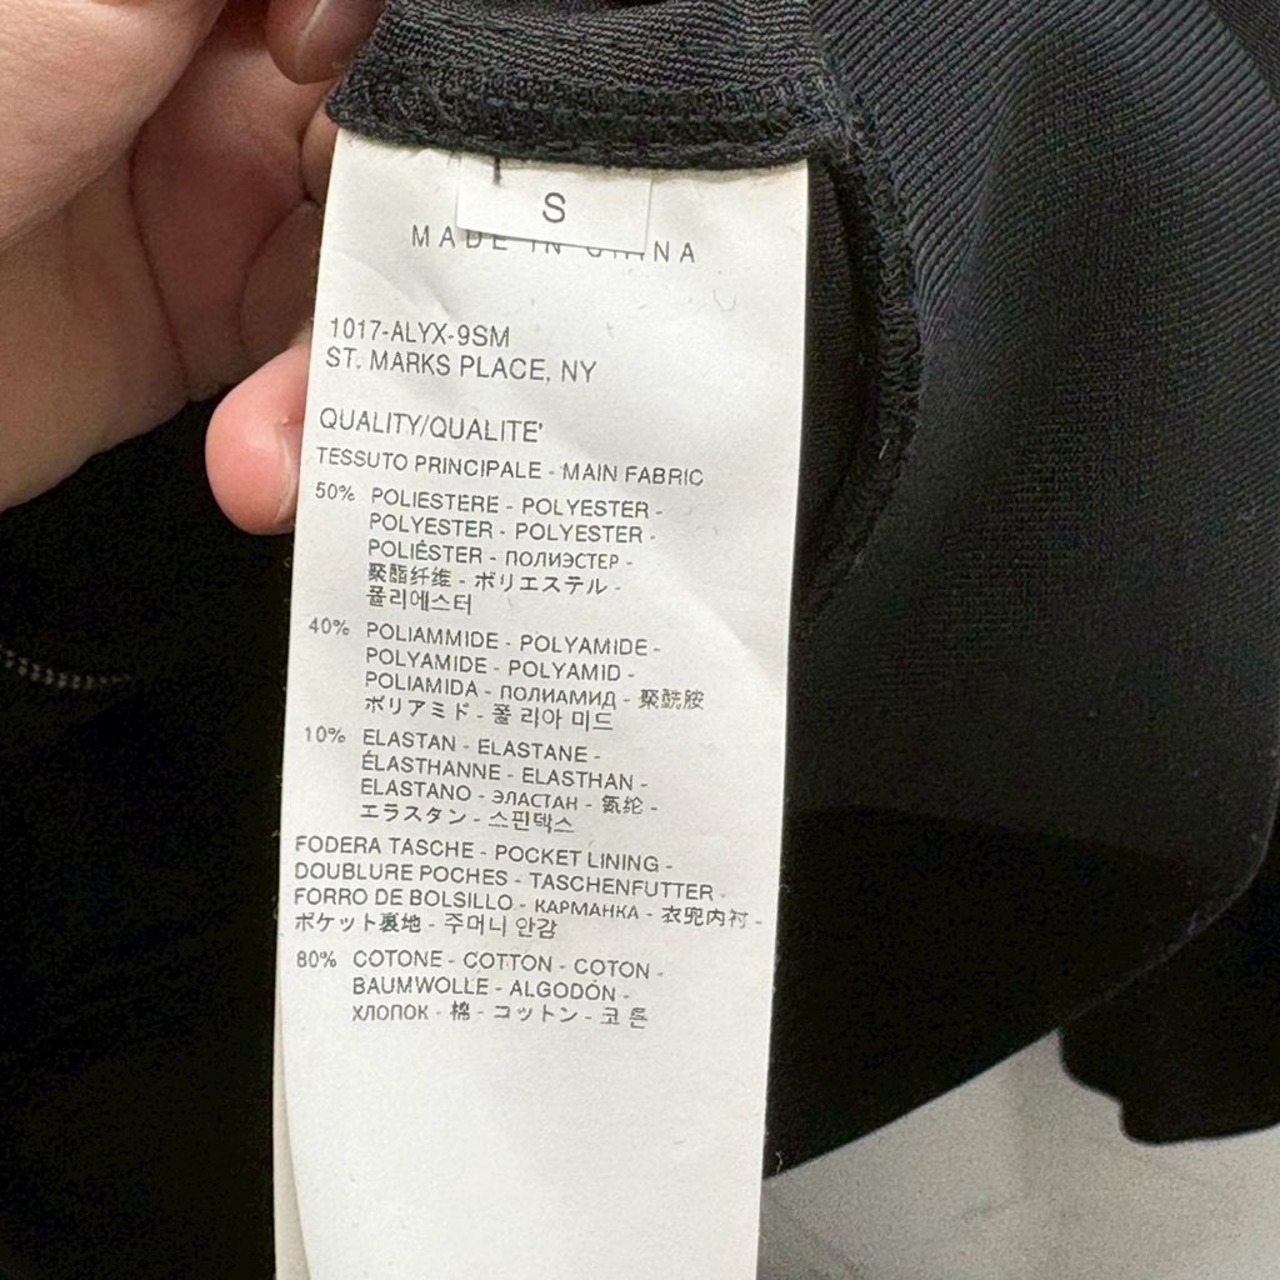 S
MADE IN CHINA
1017-ALYX-9SM
ST. MARKS PLACE, NY
QUALITY/QUALITE'
TESSUTO PRINCIPALE - MAIN FABRIC
50% POLIESTERE - POLYESTER -
POLYESTER - POLYESTER -
POLIÉSTER - ПОЛИЭСТЕР -
聚酯纤维 - ポリエステル -
폴리에스터
40% POLIAMMIDE - POLYAMIDE -
POLYAMIDE - POLYAMID -
POLIAMIDA - ПОЛИАМИД - 聚酰胺
ポリアミド - 폴 리아 미드
10% ELASTAN - ELASTANE -
ÉLASTHANNE - ELASTHAN -
ELASTANO - ЭЛАСТАН - 氨纶 -
エラスタン - 스핀덱스
FODERA TASCHE - POCKET LINING -
DOUBLURE POCHES - TASCHENFUTTER -
FORRO DE BOLSILLO - КАРМАНКА - 衣兜内衬 -
ポケット裏地 - 주머니 안감
80% COTONE - COTTON - COTON -
BAUMWOLLE - ALGODÓN -
ХЛОПОК - 棉 - コットン - 코 튼